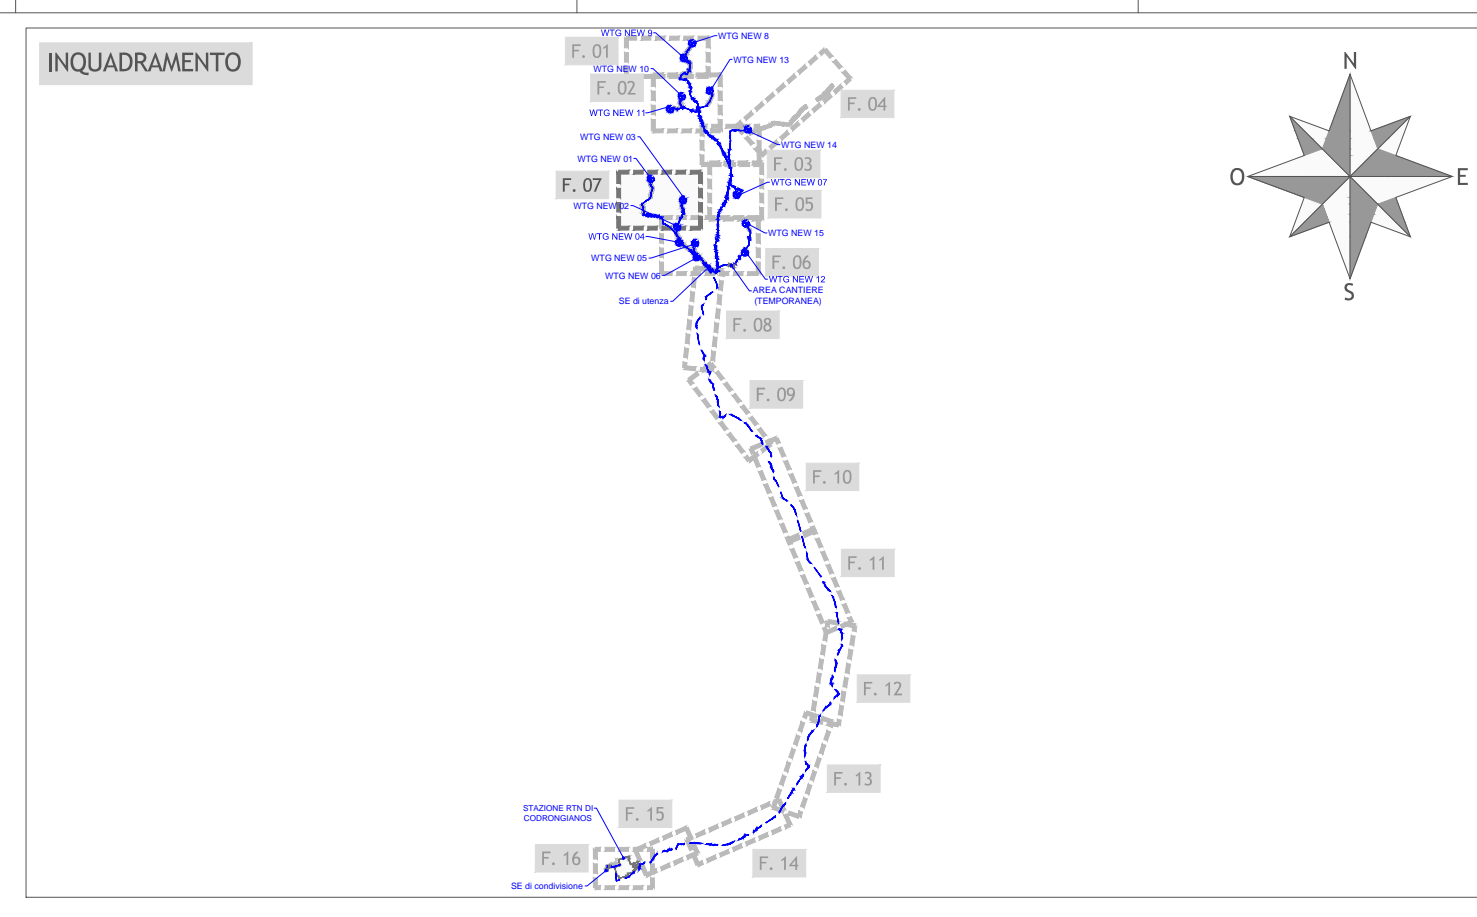 INQUADRAMENTO
WTG NEW 9
WTG NEW 8
F. 01
WTG NEW 10
WTG NEW 13
F. 02
F. 04
WTG NEW 11
WTG NEW 03
WTG NEW 14
WTG NEW 01
F. 03
F. 07
WTG NEW 07
WTG NEW 02
F. 05
WTG NEW 04
WTG NEW 15
WTG NEW 05
F. 06
WTG NEW 06
WTG NEW 12
SE di utenza
AREA CANTIERE
(TEMPORANEA)
F. 08
F. 09
F. 10
F. 11
F. 12
F. 13
STAZIONE RTN DI
CODRONGIANOS
F. 15
F. 16
F. 14
SE di condivisione
N
O
E
S